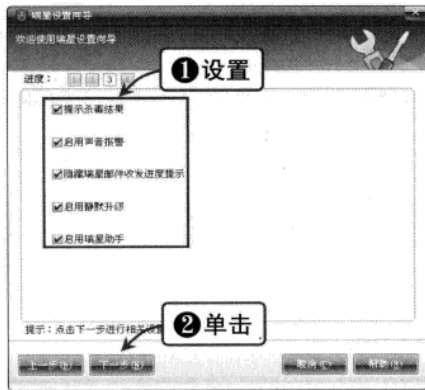 瑞星设置向导
欢迎使用瑞星设置向导
进度： 3
❶设置
☑提示杀毒结果
☑启用声音报警
☑隐藏瑞星邮件收发进度提示
☑启用静默升级
☑启用瑞星助手
❷单击
提示：点击下一步进行相关设置
上一步(P) 下一步(N) 取消(C) 帮助(H)